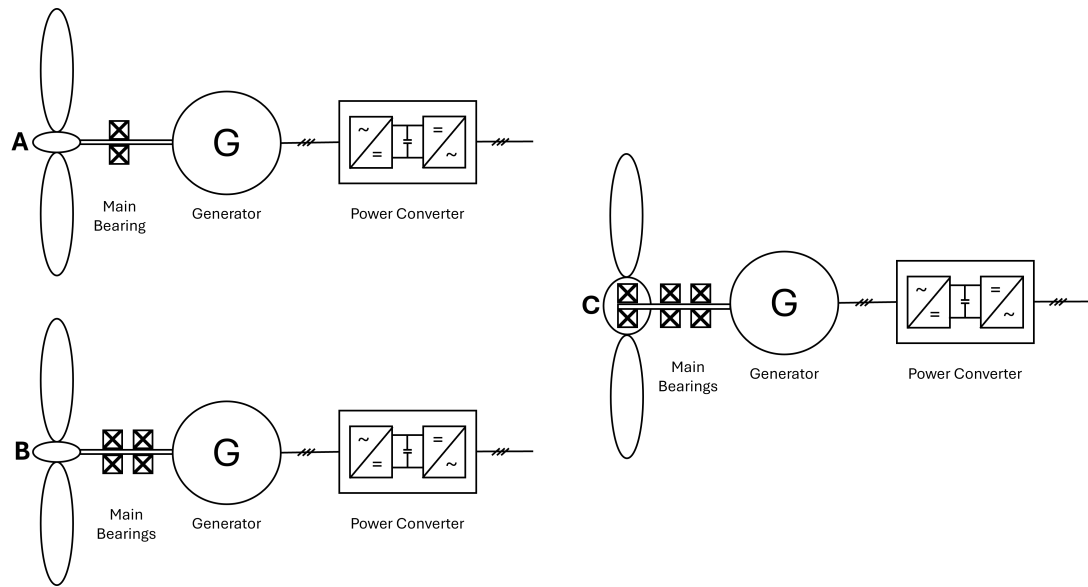 A
G
~
=
=
~
Main
Bearing
Generator
Power Converter
B
G
~
=
=
~
Main
Bearings
Generator
Power Converter
C
G
~
=
=
~
Main
Bearings
Generator
Power Converter